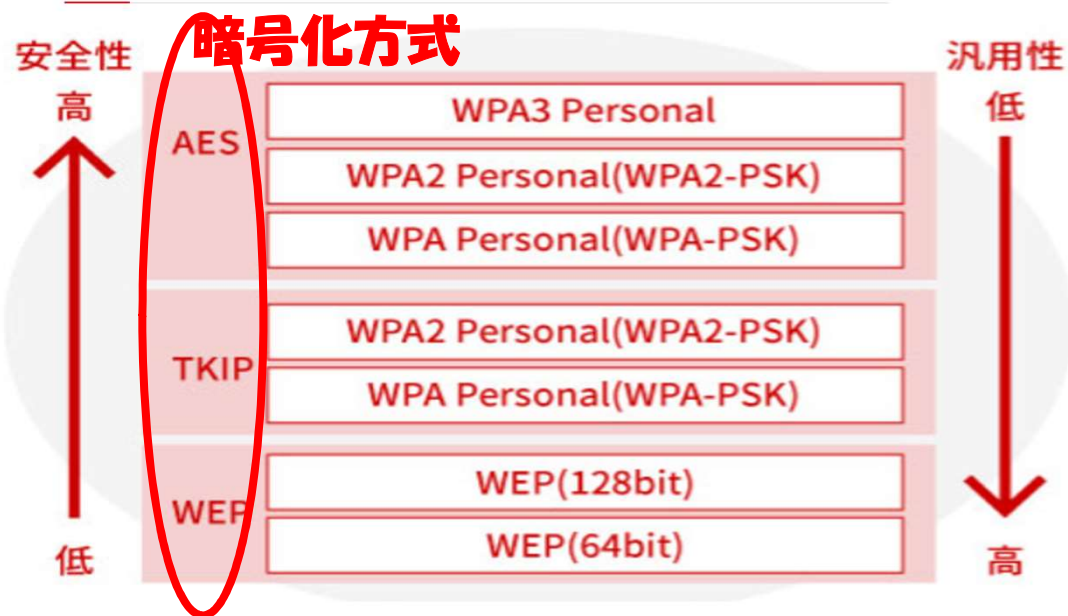 暗号化方式
安全性
高
汎用性
低
AES
WPA3 Personal
WPA2 Personal(WPA2-PSK)
WPA Personal(WPA-PSK)
TKIP
WPA2 Personal(WPA2-PSK)
WPA Personal(WPA-PSK)
WEP
WEP(128bit)
WEP(64bit)
低
高